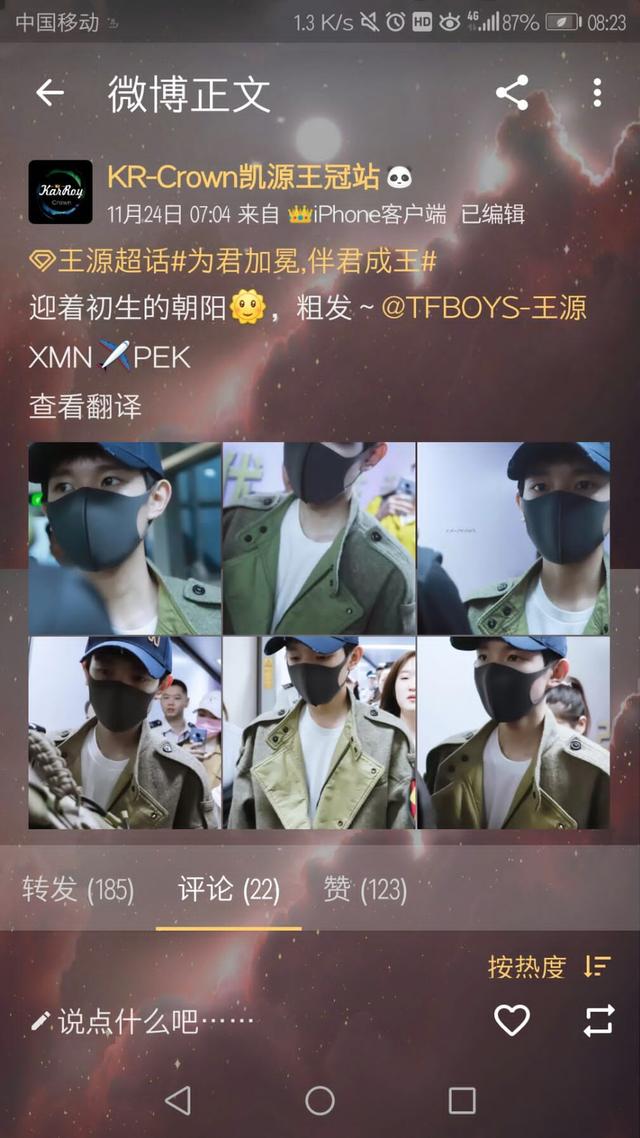 中国移动 1.3 K/s HD 4G 87% 08:23
微博正文
KarRoy
Crown
KR-Crown凯源王冠站
11月24日 07:04 来自 iPhone客户端 已编辑
王源超话#为君加冕,伴君成王#
迎着初生的朝阳，粗发~@TFBOYS-王源
XMN PEK
查看翻译
转发 (185) 评论 (22) 赞 (123)
按热度
说点什么吧……